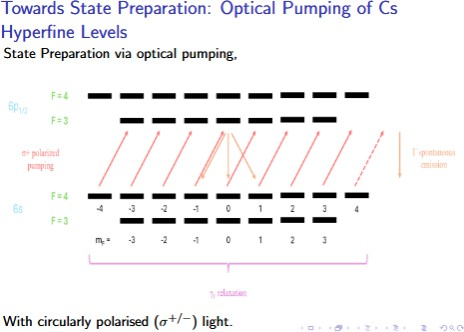 Towards State Preparation: Optical Pumping of Cs
Hyperfine Levels
State Preparation via optical pumping,
F = 4
6p1/2
F = 3
σ+ polarized
pumping
Γ spontaneous
emission
6s
F = 4
-4 -3 -2 -1 0 1 2 3 4
F = 3
mF = -3 -2 -1 0 1 2 3
relaxation
With circularly polarised (σ+/−) light.